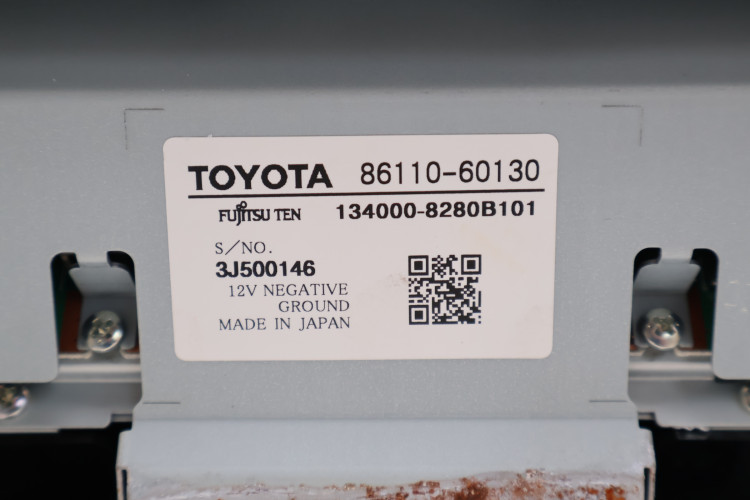 TOYOTA 86110-60130
FUJITSU TEN 134000-8280B101
S/NO.
3J500146
12V NEGATIVE
GROUND
MADE IN JAPAN